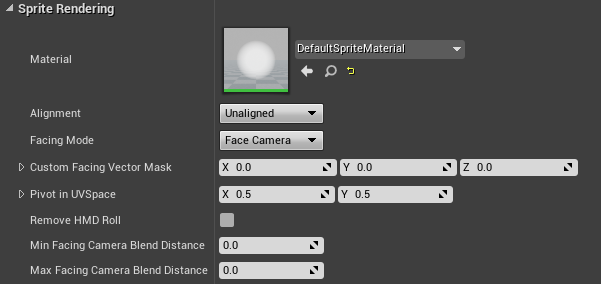 Sprite Rendering
Material
DefaultSpriteMaterial
Alignment
Unaligned
Facing Mode
Face Camera
Custom Facing Vector Mask
X 0.0
Y 0.0
Z 0.0
Pivot in UVSpace
X 0.5
Y 0.5
Remove HMD Roll
Min Facing Camera Blend Distance
0.0
Max Facing Camera Blend Distance
0.0